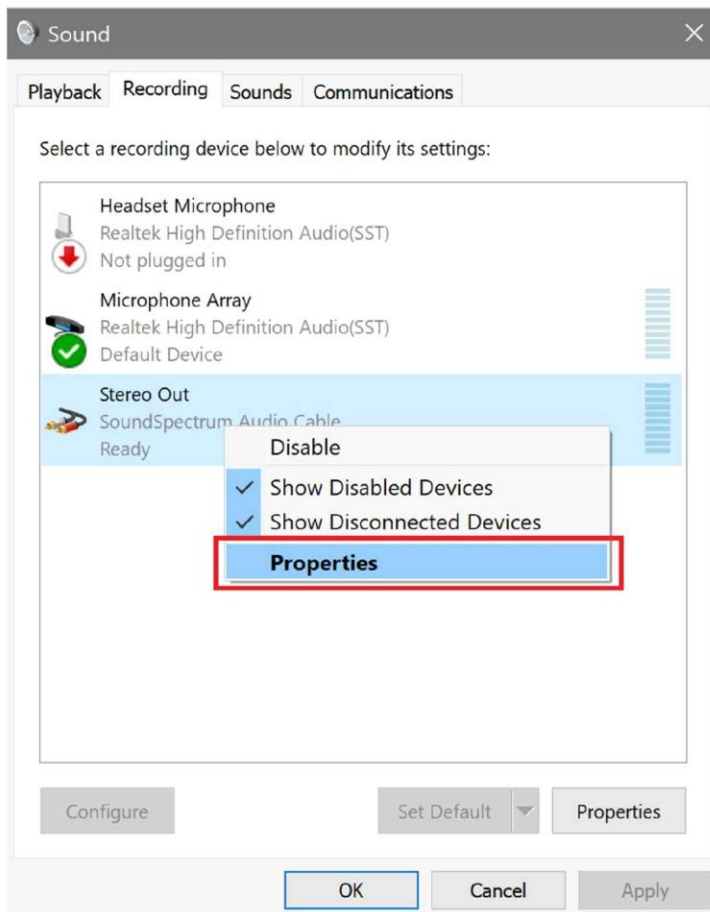 Sound
Playback Recording Sounds Communications
Select a recording device below to modify its settings:
Headset Microphone
Realtek High Definition Audio(SST)
Not plugged in
Microphone Array
Realtek High Definition Audio(SST)
Default Device
Stereo Out
SoundSpectrum Audio Cable
Ready
Disable
Show Disabled Devices
Show Disconnected Devices
Properties
Configure Set Default Properties
OK Cancel Apply